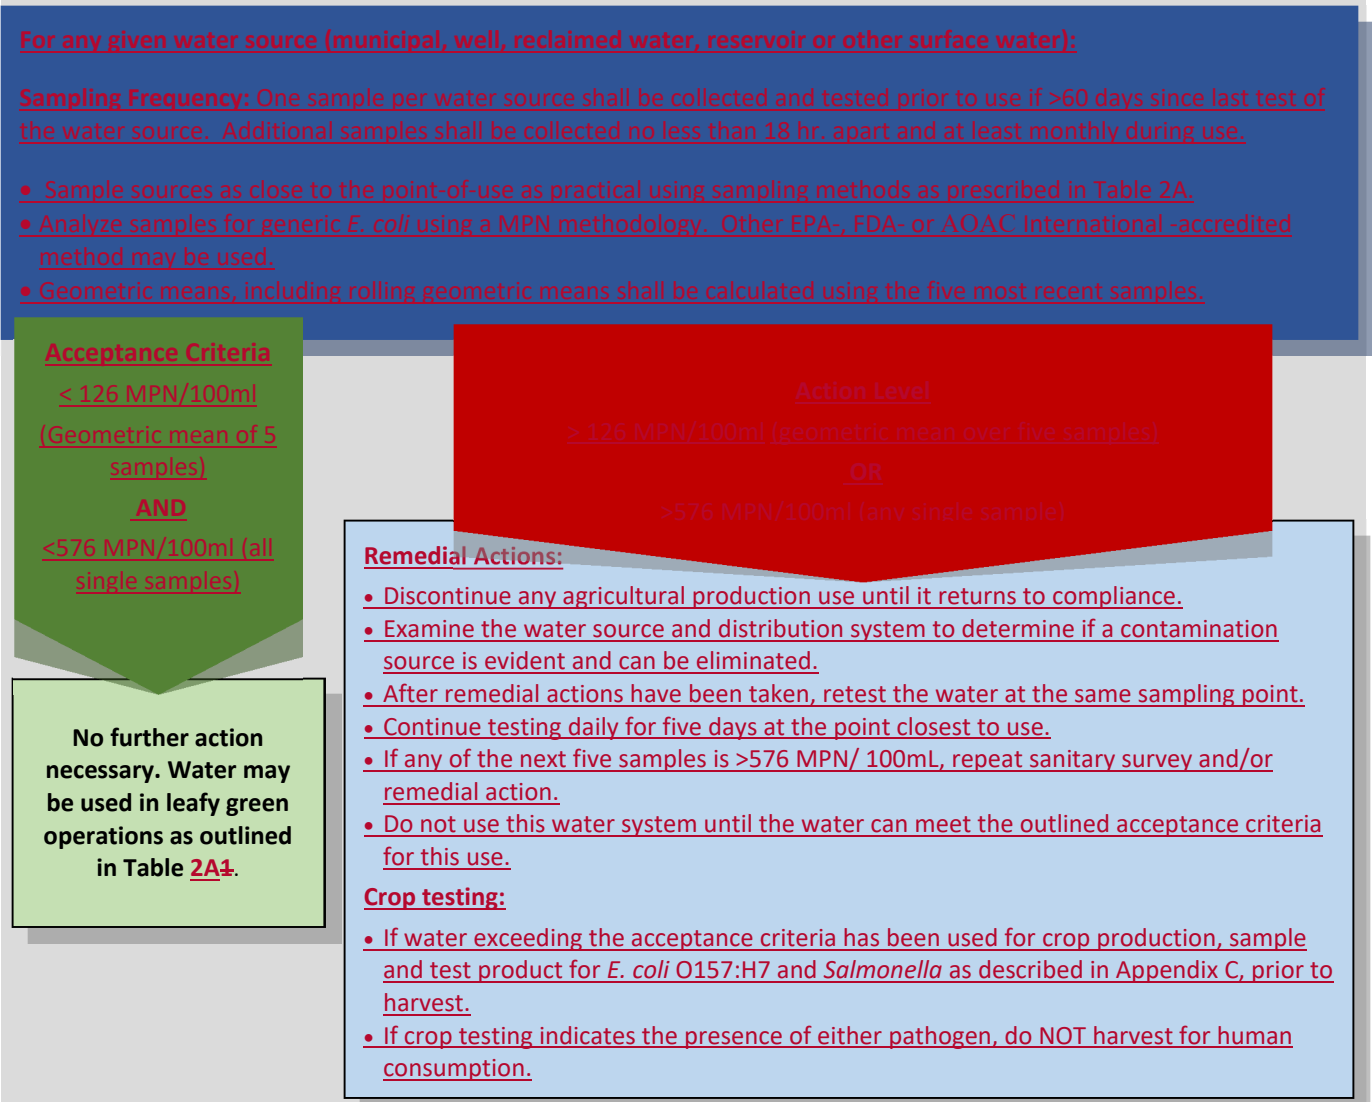 For any given water source (municipal, well, reclaimed water, reservoir or other surface water):
Sampling Frequency: One sample per water source shall be collected and tested prior to use if >60 days since last test of
the water source.  Additional samples shall be collected no less than 18 hr. apart and at least monthly during use.
• Sample sources as close to the point-of-use as practical using sampling methods as prescribed in Table 2A.
• Analyze samples for generic E. coli using a MPN methodology.  Other EPA-, FDA- or AOAC International -accredited
method may be used.
• Geometric means, including rolling geometric means shall be calculated using the five most recent samples.
Acceptance Criteria
< 126 MPN/100ml
(Geometric mean of 5
samples)
AND
<576 MPN/100ml (all
single samples)
Action Level
> 126 MPN/100ml (geometric mean over five samples)
OR
>576 MPN/100ml (any single sample)
No further action
necessary. Water may
be used in leafy green
operations as outlined
in Table 2A1.
Remedial Actions:
• Discontinue any agricultural production use until it returns to compliance.
• Examine the water source and distribution system to determine if a contamination
source is evident and can be eliminated.
• After remedial actions have been taken, retest the water at the same sampling point.
• Continue testing daily for five days at the point closest to use.
• If any of the next five samples is >576 MPN/ 100mL, repeat sanitary survey and/or
remedial action.
• Do not use this water system until the water can meet the outlined acceptance criteria
for this use.
Crop testing:
• If water exceeding the acceptance criteria has been used for crop production, sample
and test product for E. coli O157:H7 and Salmonella as described in Appendix C, prior to
harvest.
• If crop testing indicates the presence of either pathogen, do NOT harvest for human
consumption.